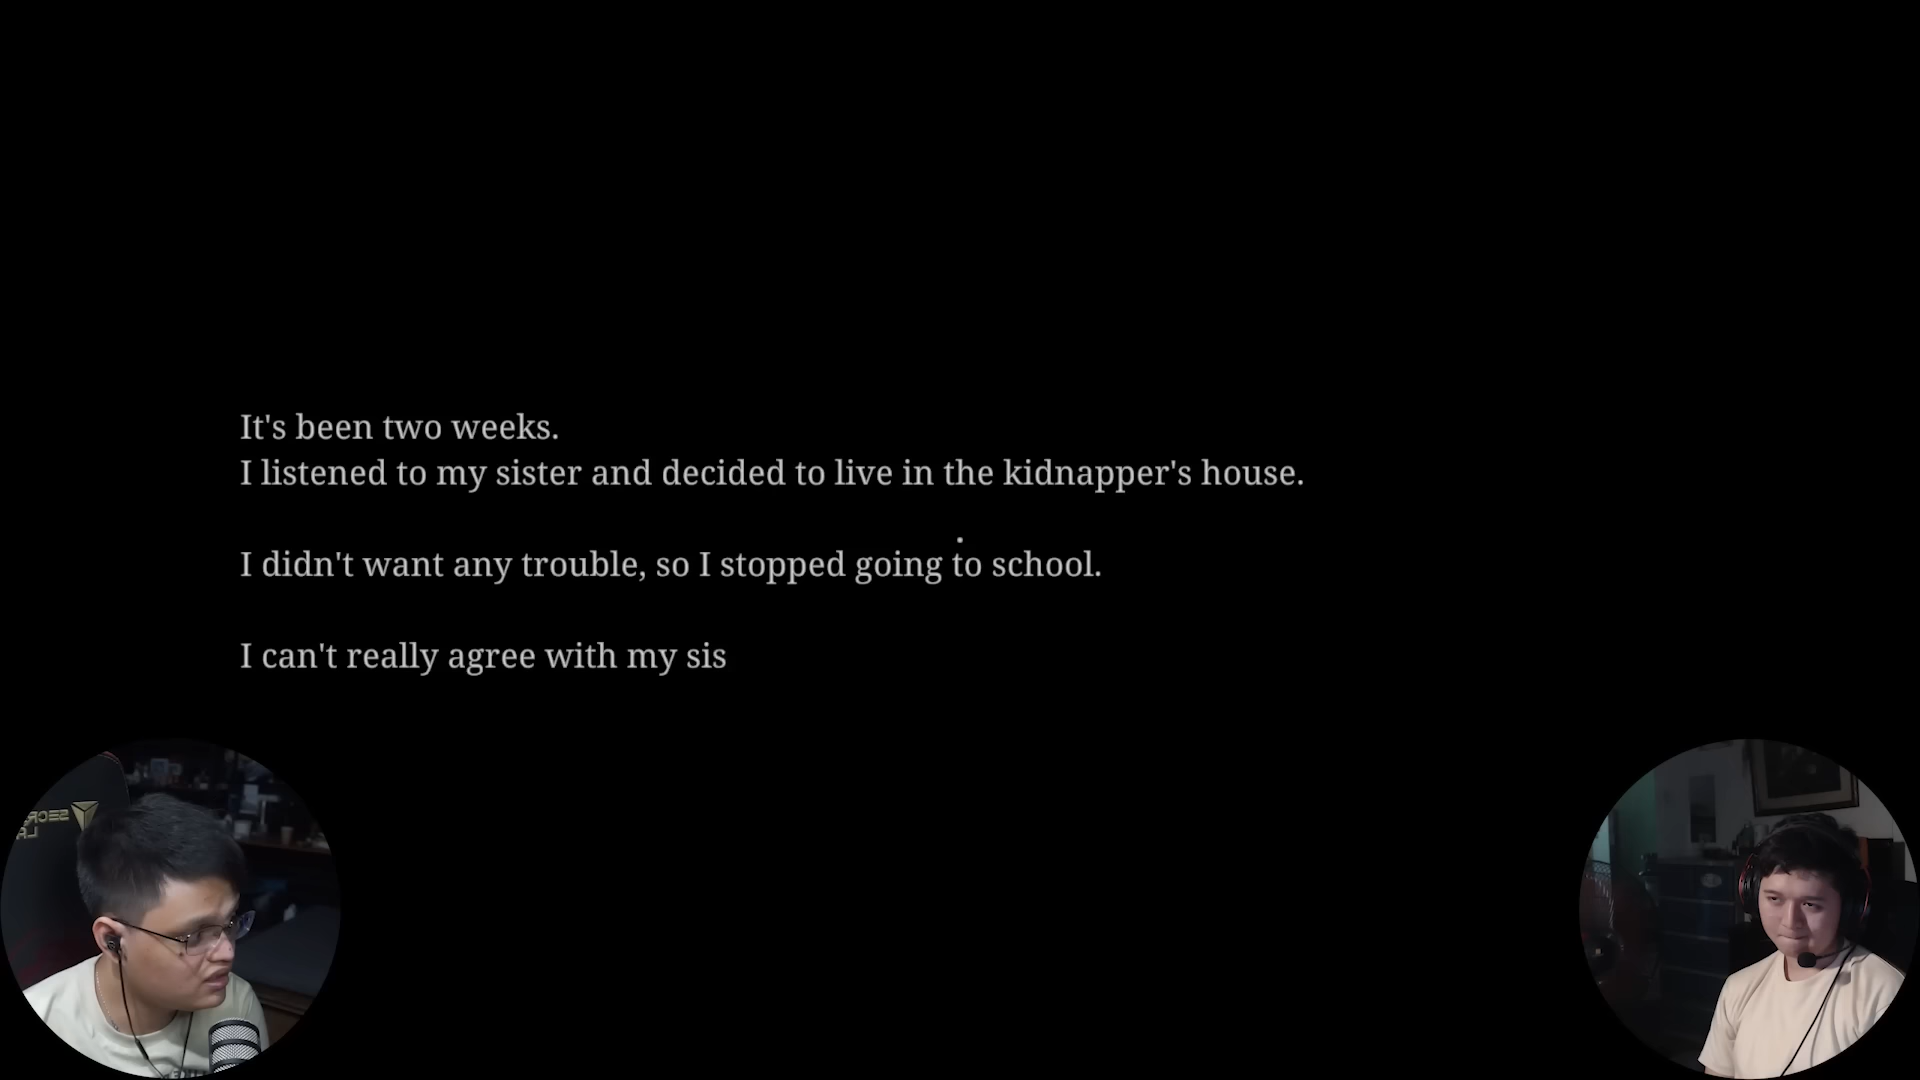 It's been two weeks.
I listened to my sister and decided to live in the kidnapper's house.
I didn't want any trouble, so I stopped going to school.
I can't really agree with my sis